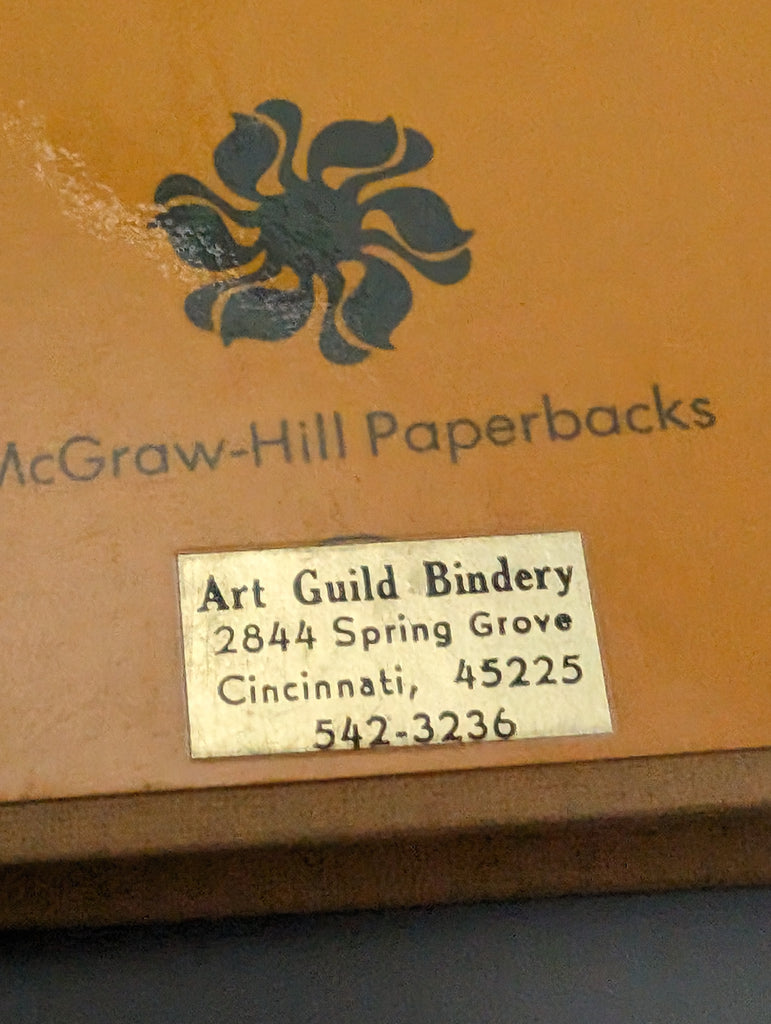 McGraw-Hill Paperbacks
Art Guild Bindery
2844 Spring Grove
Cincinnati, 45225
542-3236